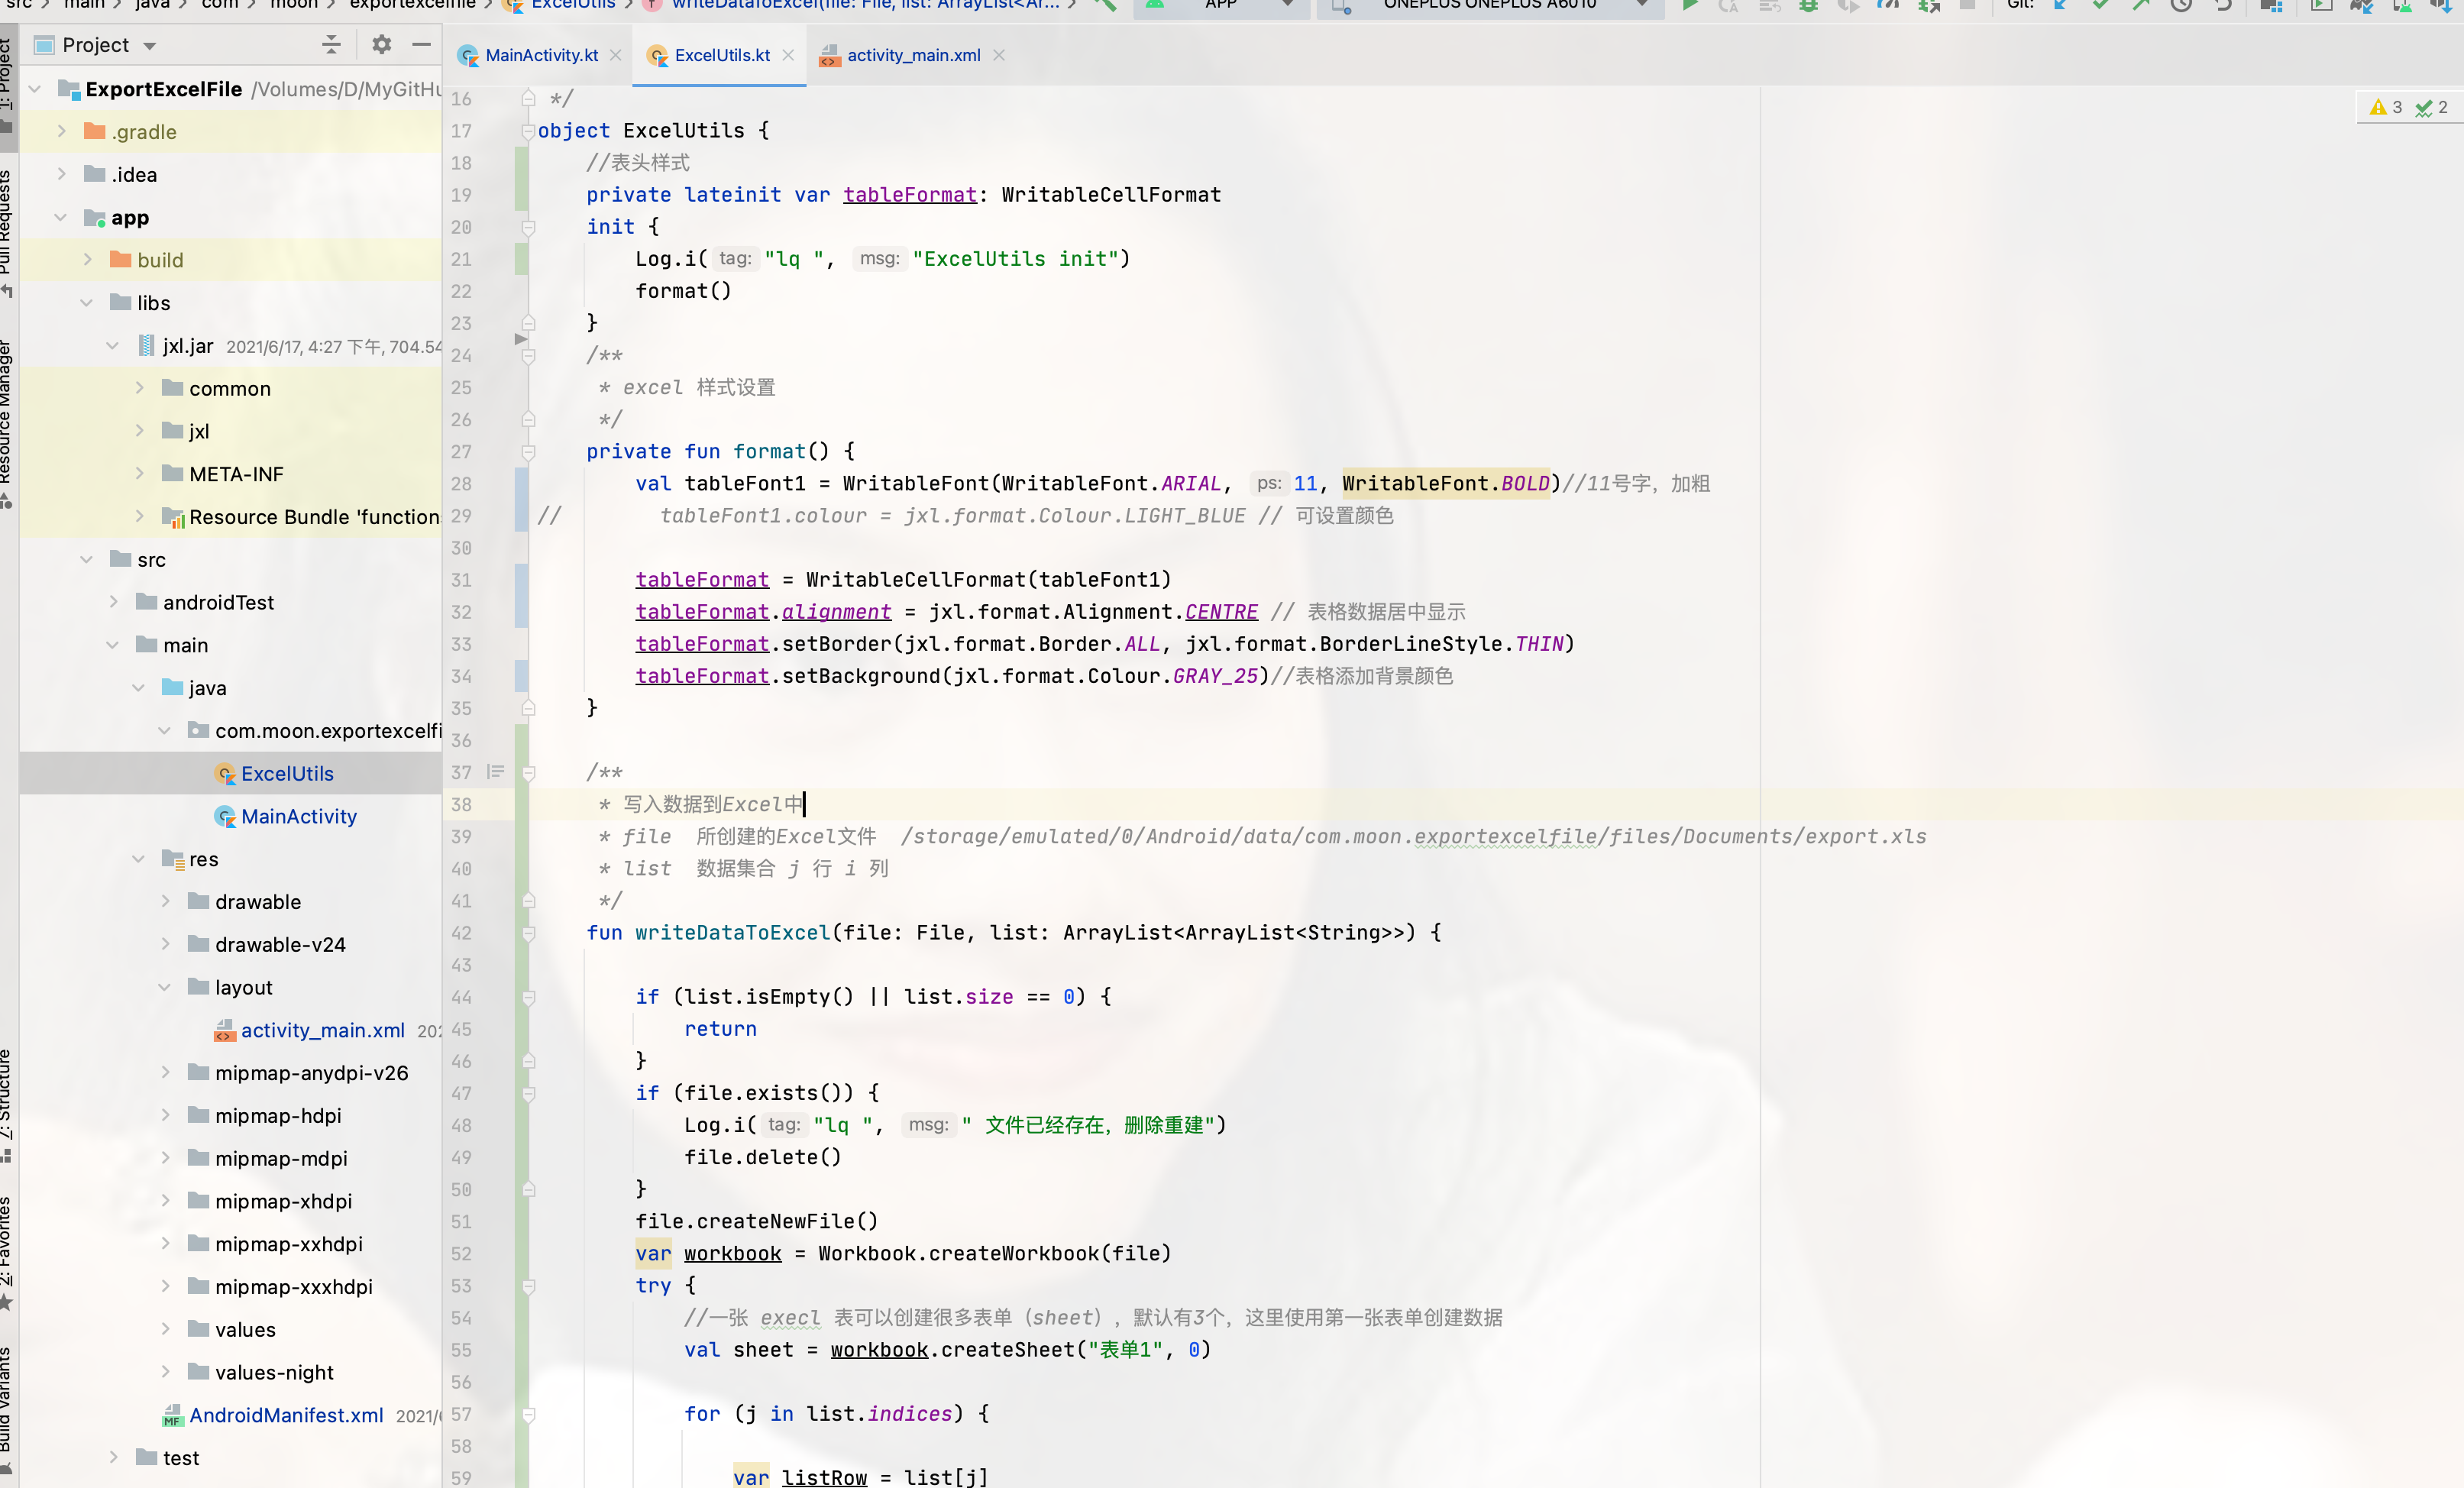 src > main > java > com > moon > exportexcelfile > ExcelUtils > writeDataToExcel(file: File, list: ArrayList<Ar... > APP ONEPLUS ONEPLUS A6010 Git:
Project
MainActivity.kt ExcelUtils.kt activity_main.xml
3 2
1: Project
Pull Requests
Resource Manager
7: Structure
2: Favorites
Build Variants
ExportExcelFile /Volumes/D/MyGitHu
.gradle
.idea
app
build
libs
jxl.jar 2021/6/17, 4:27 下午, 704.54
common
jxl
META-INF
Resource Bundle 'function
src
androidTest
main
java
com.moon.exportexcelfi
ExcelUtils
MainActivity
res
drawable
drawable-v24
layout
activity_main.xml 202
mipmap-anydpi-v26
mipmap-hdpi
mipmap-mdpi
mipmap-xhdpi
mipmap-xxhdpi
mipmap-xxxhdpi
values
values-night
AndroidManifest.xml 2021/
test
16 */
17 object ExcelUtils {
18 //表头样式
19 private lateinit var tableFormat: WritableCellFormat
20 init {
21 Log.i( tag: "lq ", msg: "ExcelUtils init")
22 format()
23 }
24 /**
25 * excel 样式设置
26 */
27 private fun format() {
28 val tableFont1 = WritableFont(WritableFont.ARIAL, ps: 11, WritableFont.BOLD)//11号字，加粗
29 // tableFont1.colour = jxl.format.Colour.LIGHT_BLUE // 可设置颜色
30
31 tableFormat = WritableCellFormat(tableFont1)
32 tableFormat.alignment = jxl.format.Alignment.CENTRE // 表格数据居中显示
33 tableFormat.setBorder(jxl.format.Border.ALL, jxl.format.BorderLineStyle.THIN)
34 tableFormat.setBackground(jxl.format.Colour.GRAY_25)//表格添加背景颜色
35 }
36
37 /**
38 * 写入数据到Excel中
39 * file 所创建的Excel文件 /storage/emulated/0/Android/data/com.moon.exportexcelfile/files/Documents/export.xls
40 * list 数据集合 j 行 i 列
41 */
42 fun writeDataToExcel(file: File, list: ArrayList<ArrayList<String>>) {
43
44 if (list.isEmpty() || list.size == 0) {
45 return
46 }
47 if (file.exists()) {
48 Log.i( tag: "lq ", msg: " 文件已经存在，删除重建")
49 file.delete()
50 }
51 file.createNewFile()
52 var workbook = Workbook.createWorkbook(file)
53 try {
54 //一张 execl 表可以创建很多表单（sheet），默认有3个，这里使用第一张表单创建数据
55 val sheet = workbook.createSheet("表单1", 0)
56
57 for (j in list.indices) {
58
59 var listRow = list[j]